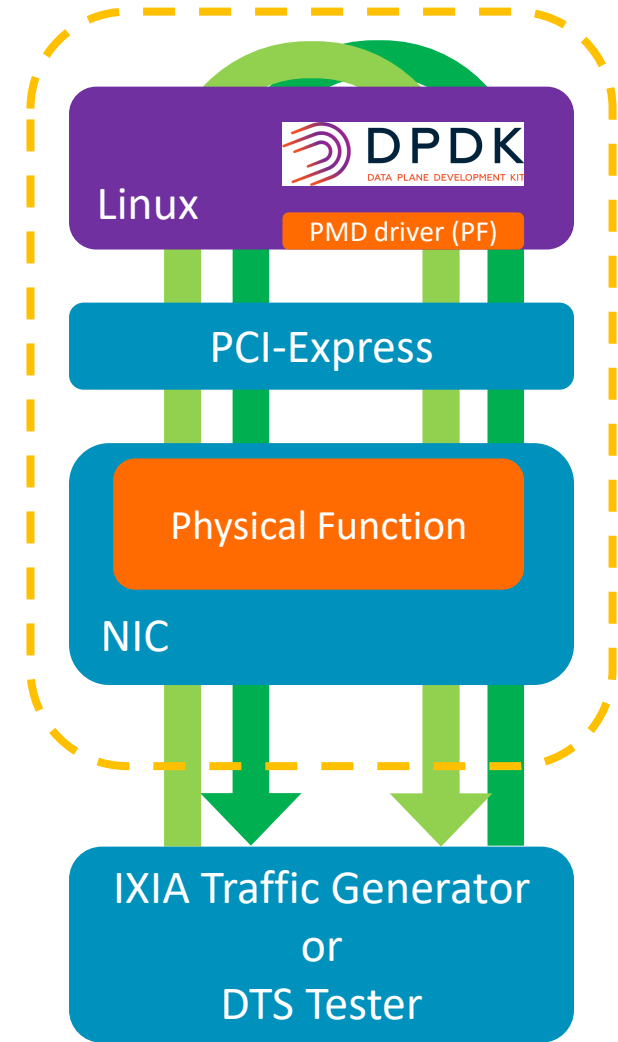 DPDK
DATA PLANE DEVELOPMENT KIT
Linux
PMD driver (PF)
PCI-Express
Physical Function
NIC
IXIA Traffic Generator
or
DTS Tester